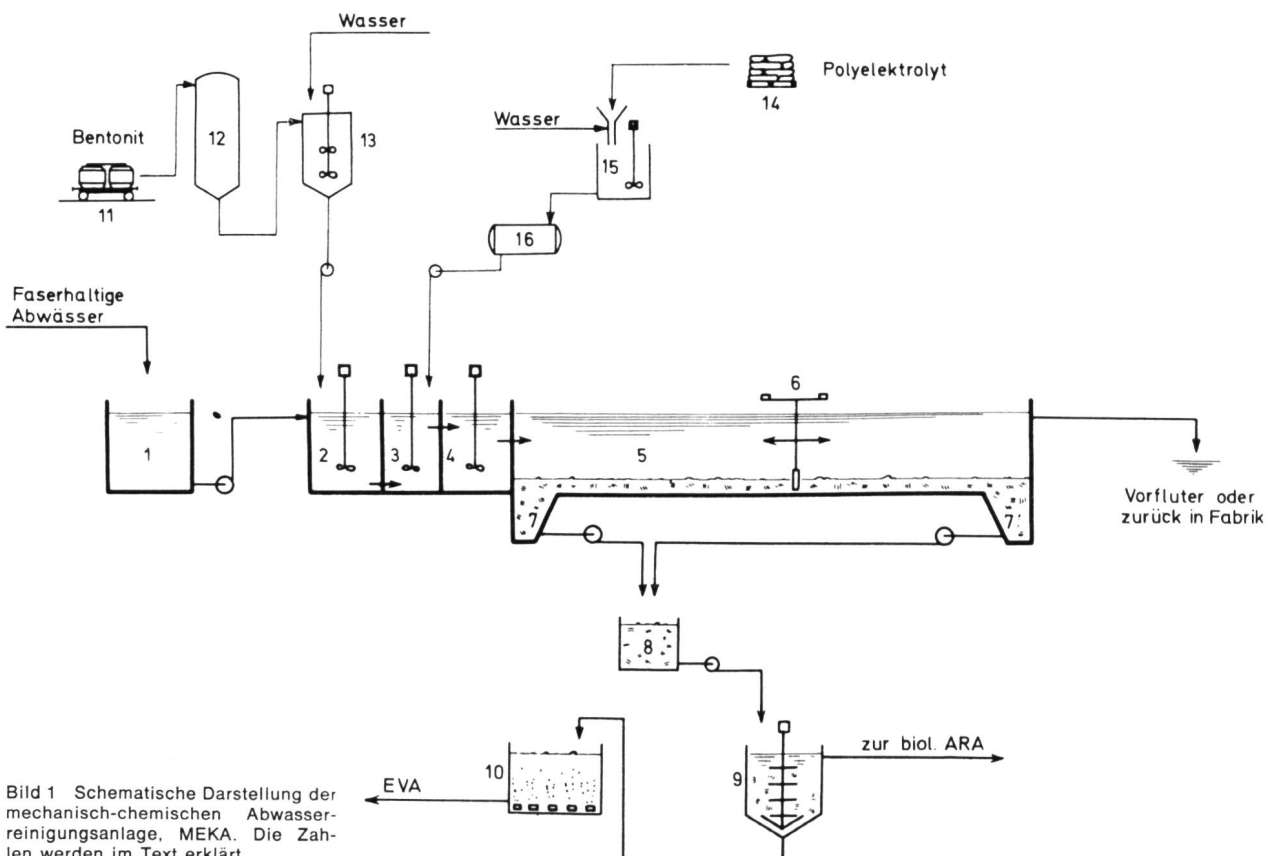 Wasser
Polyelektrolyt
14
12
13
Wasser
Bentonit
15
11
16
Faserhaltige
Abwässer
6
1
2
3
4
5
7
7
Vorfluter oder
zurück in Fabrik
8
zur biol. ARA
10
9
EVA
Bild 1 Schematische Darstellung der
mechanisch-chemischen Abwasser-
reinigungsanlage, MEKA. Die Zah-
len werden im Text erklärt